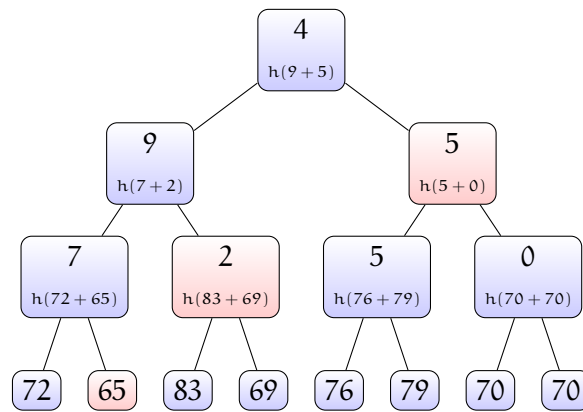 4
h(9 + 5)
9
h(7 + 2)
5
h(5 + 0)
7
h(72 + 65)
2
h(83 + 69)
5
h(76 + 79)
0
h(70 + 70)
72
65
83
69
76
79
70
70